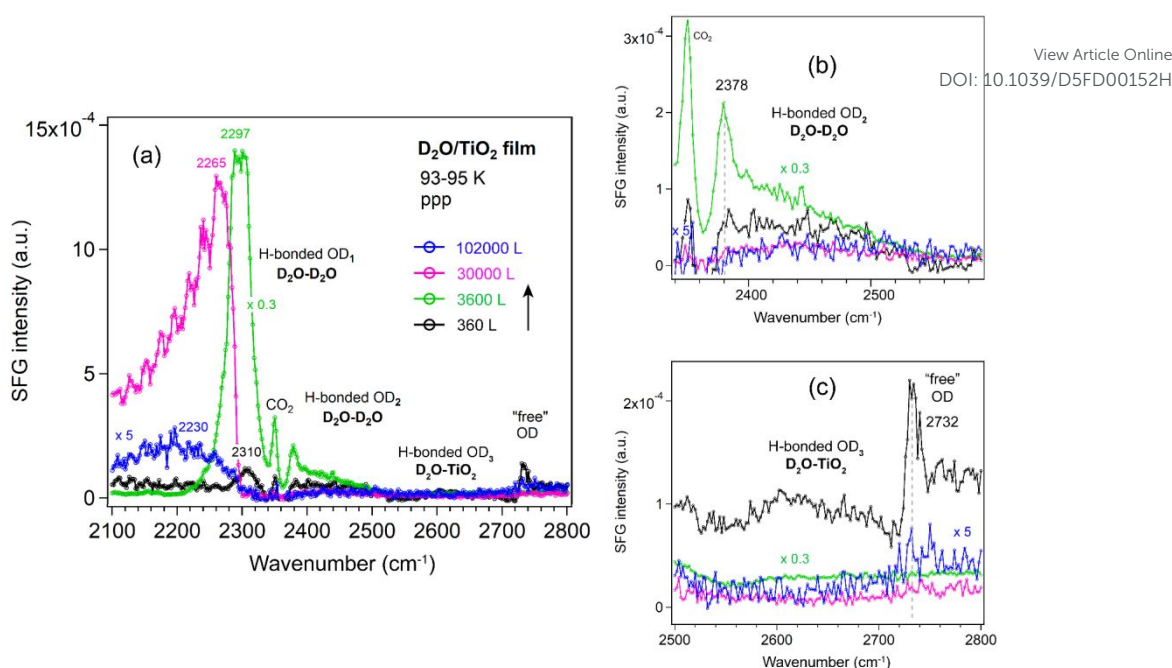 View Article Online
DOI: 10.1039/D5FD00152H
(a)
15x10⁻⁴
10
5
0
SFG intensity (a.u.)
2100 2200 2300 2400 2500 2600 2700 2800
Wavenumber (cm⁻¹)
D₂O/TiO₂ film
93-95 K
ppp
102000 L
30000 L
3600 L
360 L
2297
2265
H-bonded OD₁
D₂O-D₂O
x 0.3
CO₂
H-bonded OD₂
D₂O-D₂O
H-bonded OD₃
D₂O-TiO₂
"free"
OD
x 5
2230
2310
(b)
3x10⁻⁴
2
1
0
SFG intensity (a.u.)
2400 2500
Wavenumber (cm⁻¹)
CO₂
2378
H-bonded OD₂
D₂O-D₂O
x 0.3
x 5
(c)
2x10⁻⁴
1
0
SFG intensity (a.u.)
2500 2600 2700 2800
Wavenumber (cm⁻¹)
"free"
OD
2732
H-bonded OD₃
D₂O-TiO₂
x 5
x 0.3